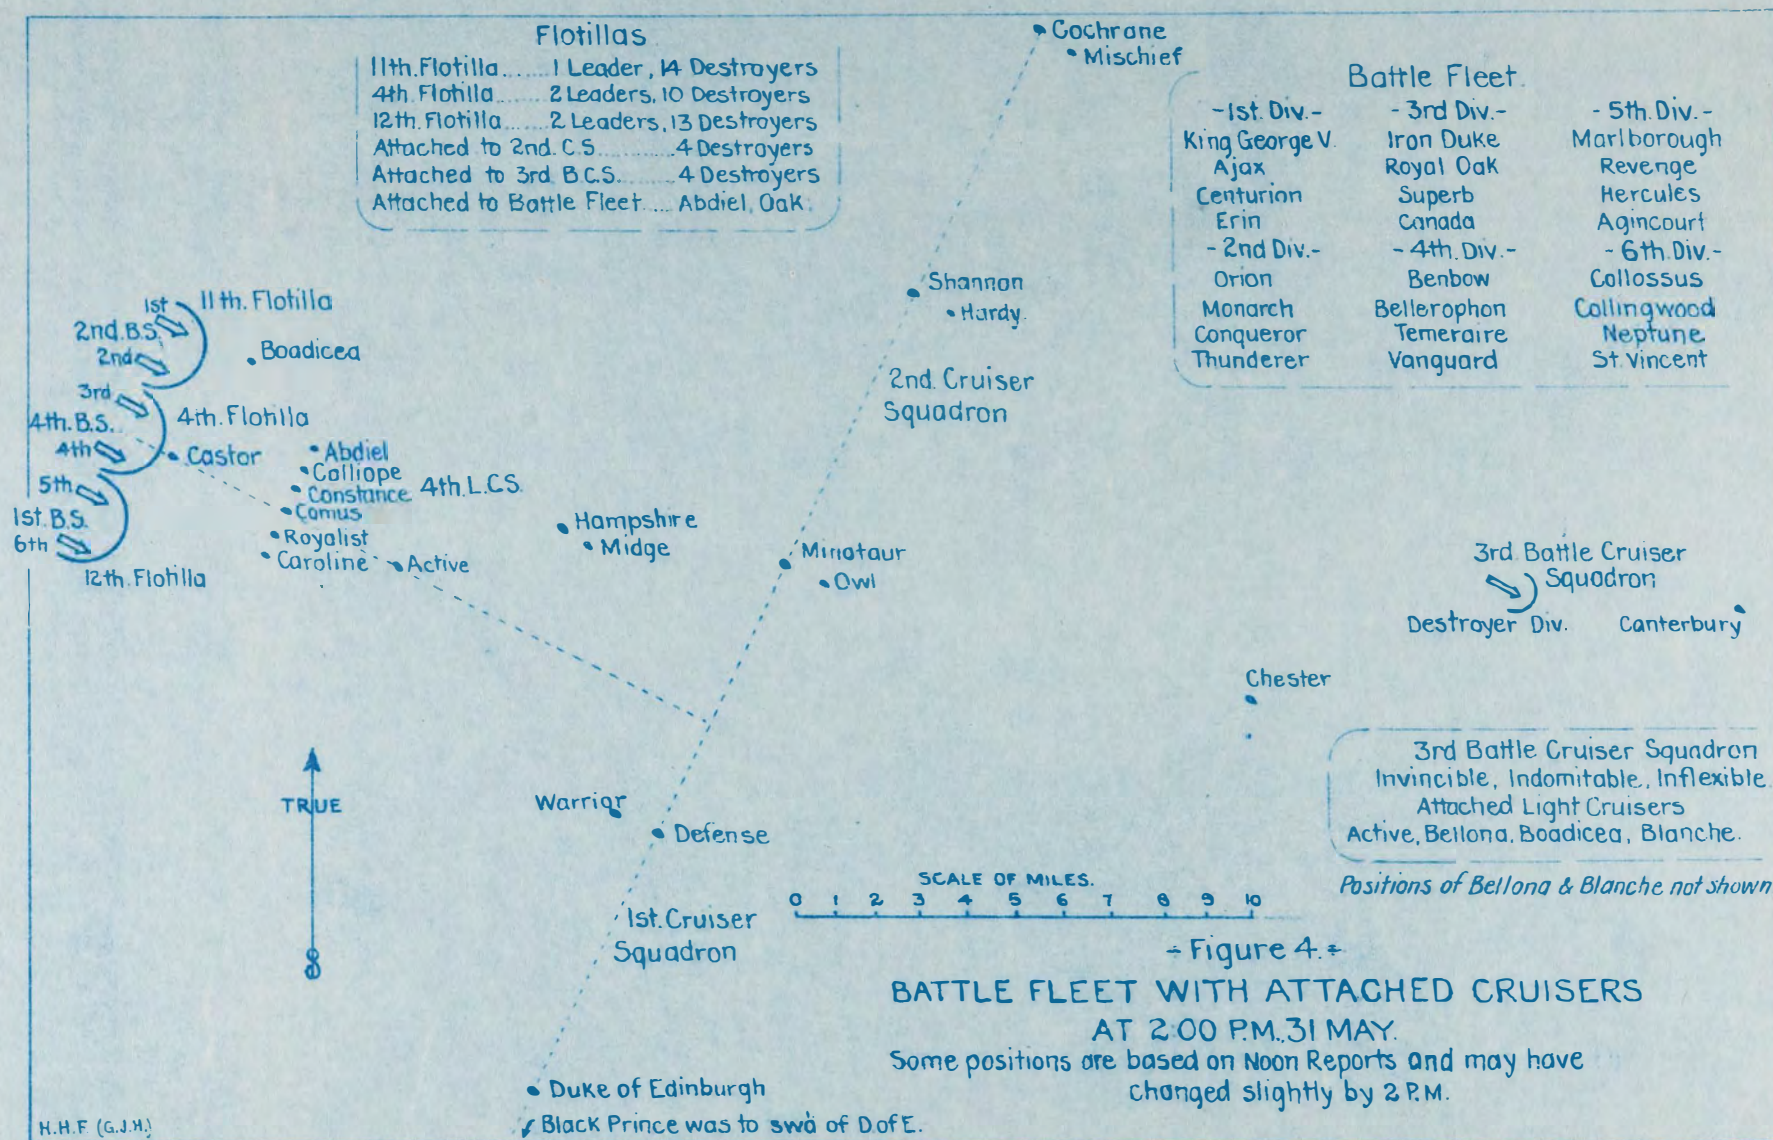 Flotillas
11th. Flotilla....... 1 Leader, 14 Destroyers
4th. Flotilla....... 2 Leaders, 10 Destroyers
12th. Flotilla...... 2 Leaders, 13 Destroyers
Attached to 2nd. C.S. .......... 4 Destroyers
Attached to 3rd. B.C.S. ....... 4 Destroyers
Attached to Battle Fleet .... Abdiel, Oak.
Cochrane
Mischief
Battle Fleet.
-1st. Div.- - 3rd Div.- - 5th. Div. -
King George V. Iron Duke Marlborough
Ajax Royal Oak Revenge
Centurion Superb Hercules
Erin Canada Agincourt
- 2nd Div.- - 4th. Div. - - 6th. Div.-
Orion Benbow Collossus
Monarch Bellerophon Collingwood
Conqueror Temeraire Neptune
Thunderer Vanguard St. Vincent
Shannon
Hardy.
2nd. Cruiser
Squadron
1st 11th. Flotilla
2nd. B.S.
2nd
Boadicea
3rd
4th. Flotilla
4th. B.S.
4th
Castor
Abdiel
Calliope
Constance 4th. L.C.S.
Comus
Royalist
Caroline
Active
5th
1st. B.S.
6th
12th. Flotilla
Hampshire
Midge
Minotaur
Owl
3rd. Battle Cruiser
Squadron
Destroyer Div. Canterbury
Chester
3rd Battle Cruiser Squadron
Invincible, Indomitable, Inflexible.
Attached Light Cruisers
Active, Bellona, Boadicea, Blanche.
Positions of Bellona & Blanche not shown
TRUE
Warrior
Defense
1st. Cruiser
Squadron
SCALE OF MILES.
0 1 2 3 4 5 6 7 8 9 10
- Figure 4. -
BATTLE FLEET WITH ATTACHED CRUISERS
AT 2:00 P.M. 31 MAY.
Some positions are based on Noon Reports and may have
changed slightly by 2 P.M.
Duke of Edinburgh
Black Prince was to swd of D. of E.
H.H.F. (G.J.H.)